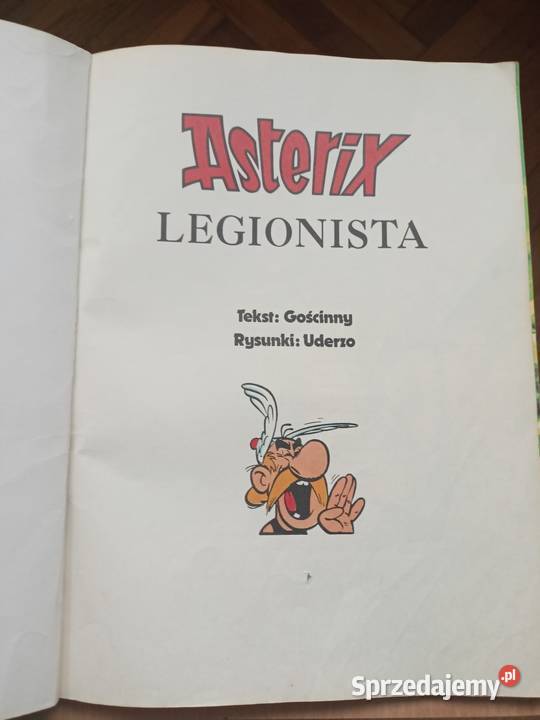 Asterix
LEGIONISTA
Tekst: Gościnny
Rysunki: Uderzo
Sprzedajemy.pl